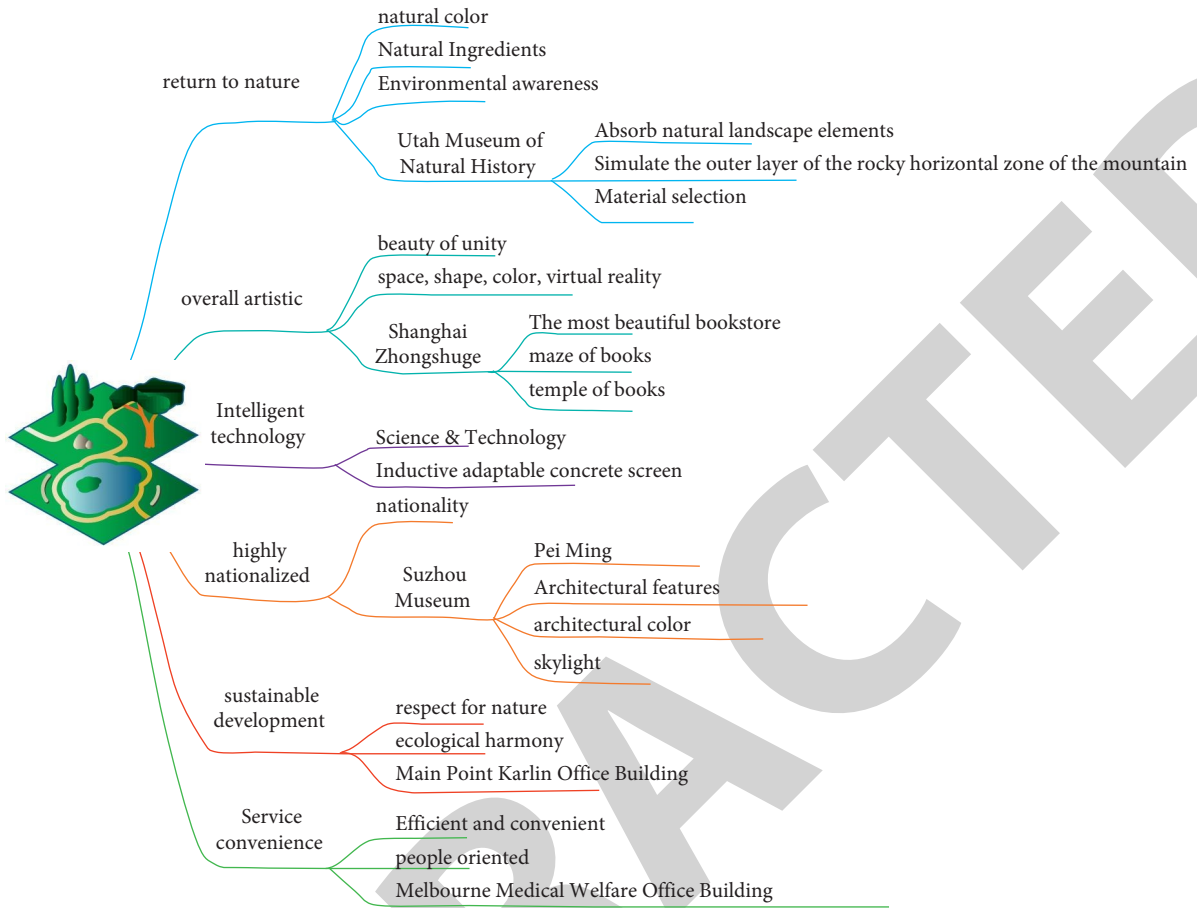 natural color
Natural Ingredients
return to nature
Environmental awareness
Utah Museum of
Natural History
Absorb natural landscape elements
Simulate the outer layer of the rocky horizontal zone of the mountain
Material selection
beauty of unity
space, shape, color, virtual reality
overall artistic
Shanghai
Zhongshuge
The most beautiful bookstore
maze of books
temple of books
Intelligent
technology
Science & Technology
Inductive adaptable concrete screen
nationality
highly
nationalized
Suzhou
Museum
Pei Ming
Architectural features
architectural color
skylight
sustainable
development
respect for nature
ecological harmony
Main Point Karlin Office Building
Service
convenience
Efficient and convenient
people oriented
Melbourne Medical Welfare Office Building
RACTED